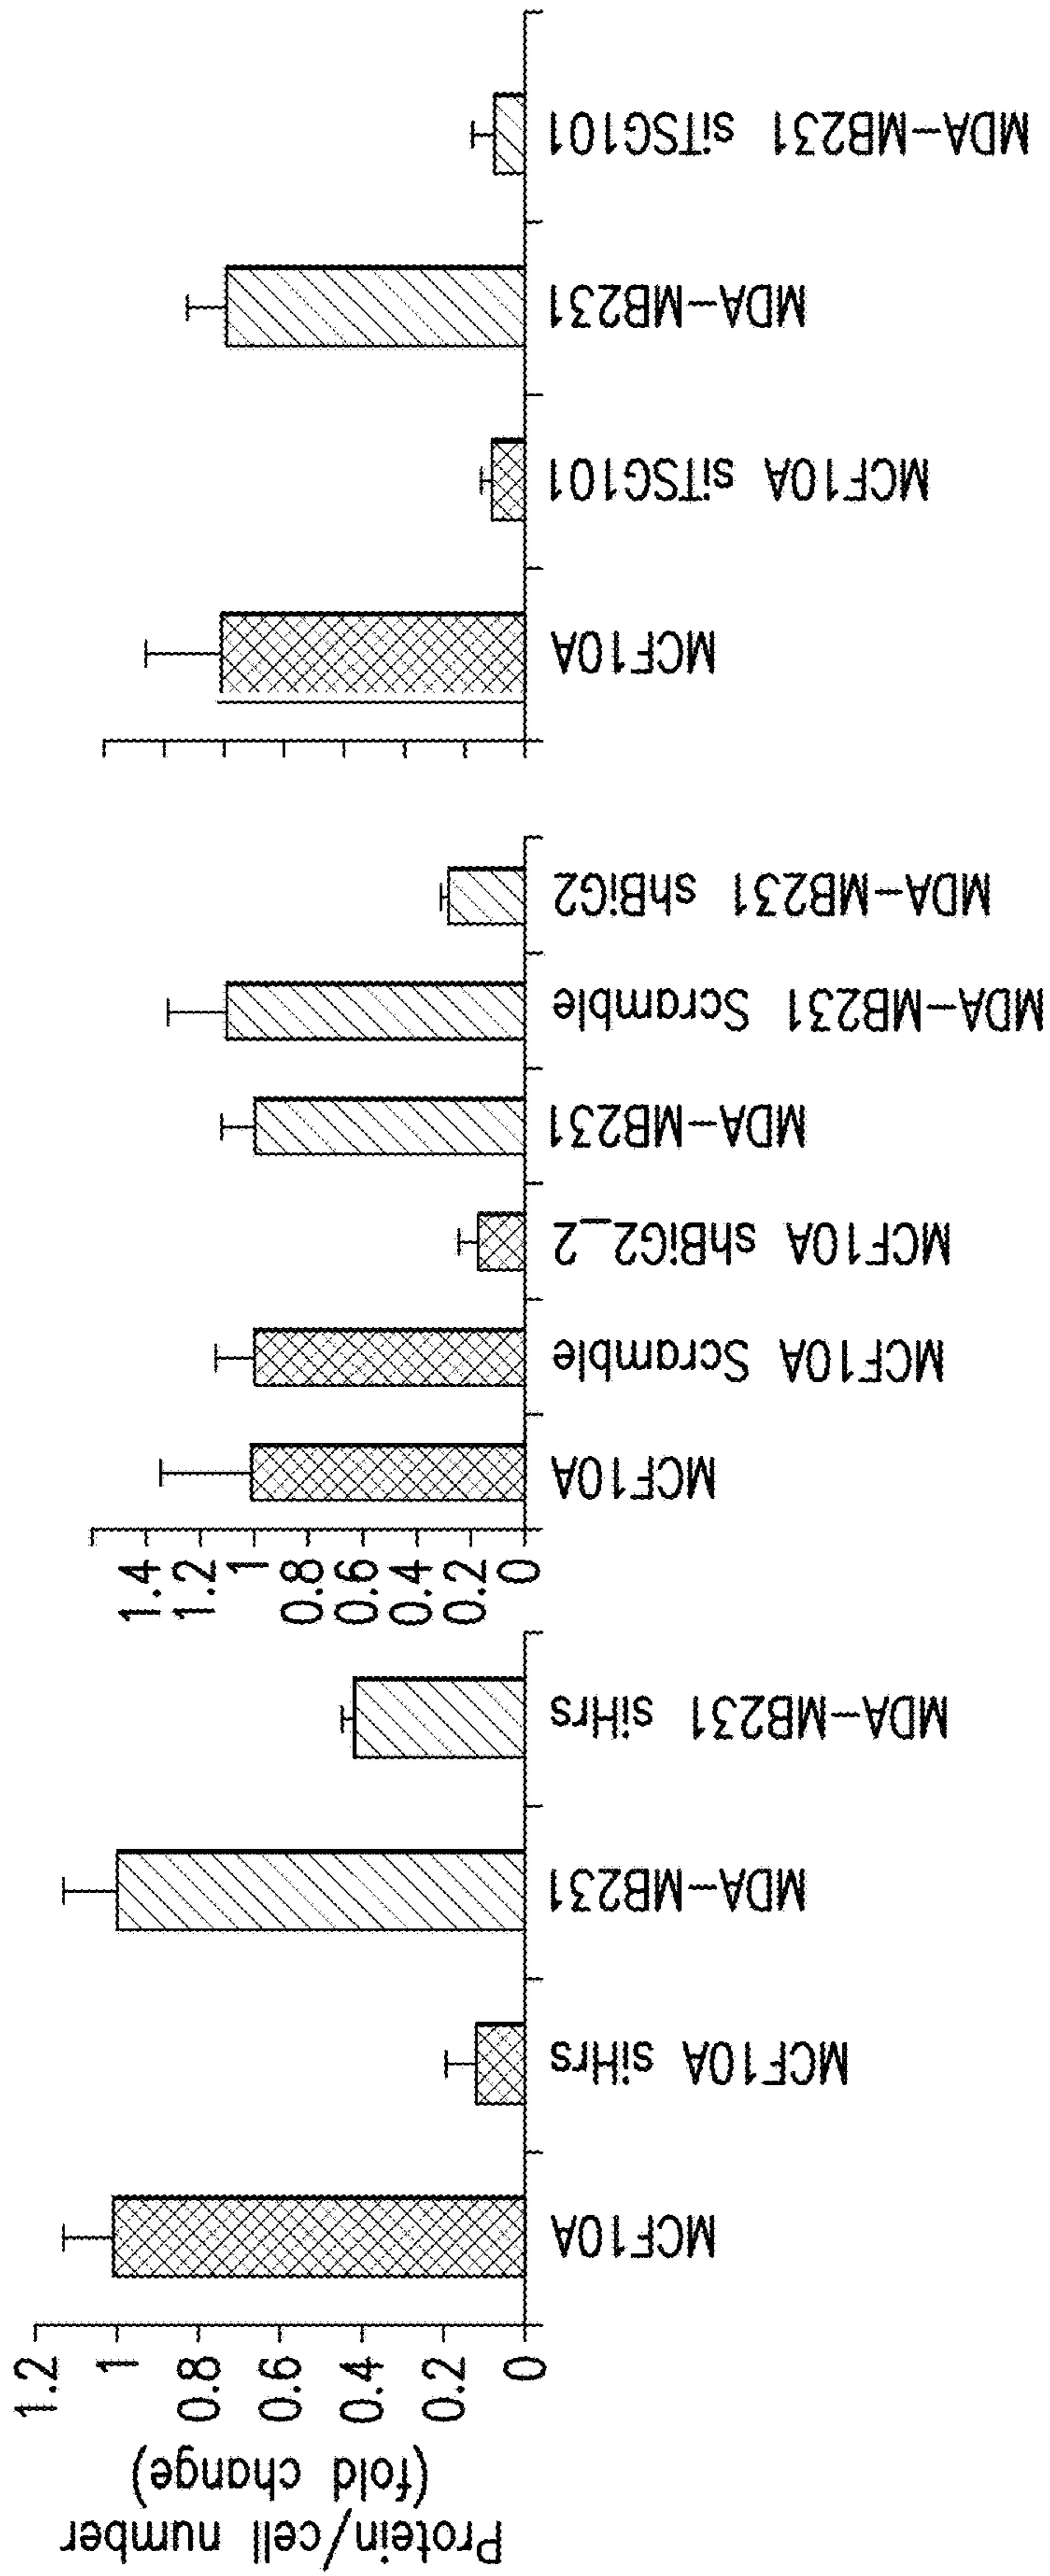 Protein/cell number
(fold change)
1.2
1
0.8
0.6
0.4
0.2
0
MCF10A
MCF10A siHrs
MDA-MB231
MDA-MB231 siHrs
1.4
1.2
1
0.8
0.6
0.4
0.2
0
MCF10A
MCF10A Scramble
MCF10A shBiG2_2
MDA-MB231
MDA-MB231 Scramble
MDA-MB231 shBiG2
MCF10A
MCF10A siTSG101
MDA-MB231
MDA-MB231 siTSG101